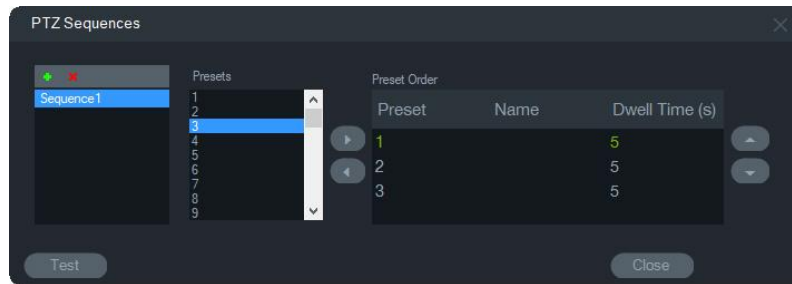 PTZ Sequences
Sequence1
Presets
1
2
3
4
5
6
7
8
9
Preset Order
Preset Name Dwell Time (s)
1 5
2 5
3 5
Test
Close